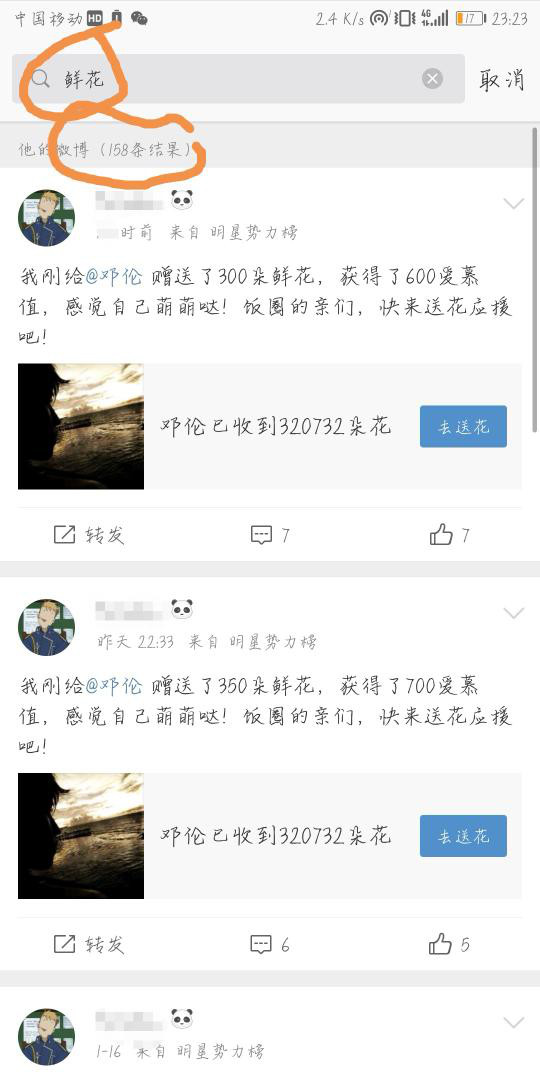 中国移动 HD 2.4 K/s 4G 17 23:23
鲜花 取消
他的微博（158条结果）
时前 来自 明星势力榜
我刚给@邓伦 赠送了300朵鲜花，获得了600爱慕
值，感觉自己萌萌哒！饭圈的亲们，快来送花应援
吧！
邓伦已收到320732朵花 去送花
转发 7 7
昨天 22:33 来自 明星势力榜
我刚给@邓伦 赠送了350朵鲜花，获得了700爱慕
值，感觉自己萌萌哒！饭圈的亲们，快来送花应援
吧！
邓伦已收到320732朵花 去送花
转发 6 5
1-16 来自 明星势力榜